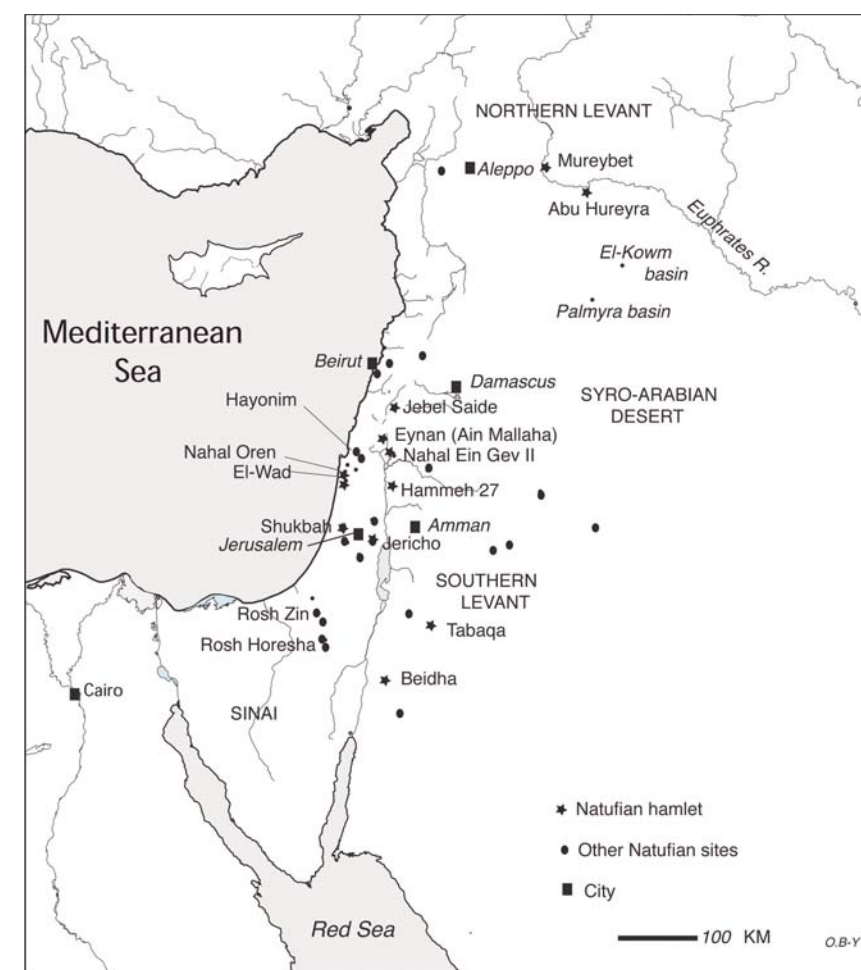 NORTHERN LEVANT
Aleppo
Mureybet
Abu Hureyra
Euphrates R.
El-Kowm
basin
Palmyra basin
Mediterranean
Sea
Beirut
Damascus
SYRO-ARABIAN
DESERT
Hayonim
Jebel Saide
Eynan (Ain Mallaha)
Nahal Oren
Nahal Ein Gev II
El-Wad
Hammeh 27
Shukbah
Amman
Jerusalem
Jericho
SOUTHERN
LEVANT
Rosh Zin
Tabaqa
Rosh Horesha
Beidha
Cairo
SINAI
Natufian hamlet
Other Natufian sites
City
Red Sea
100 KM
O.B-Y